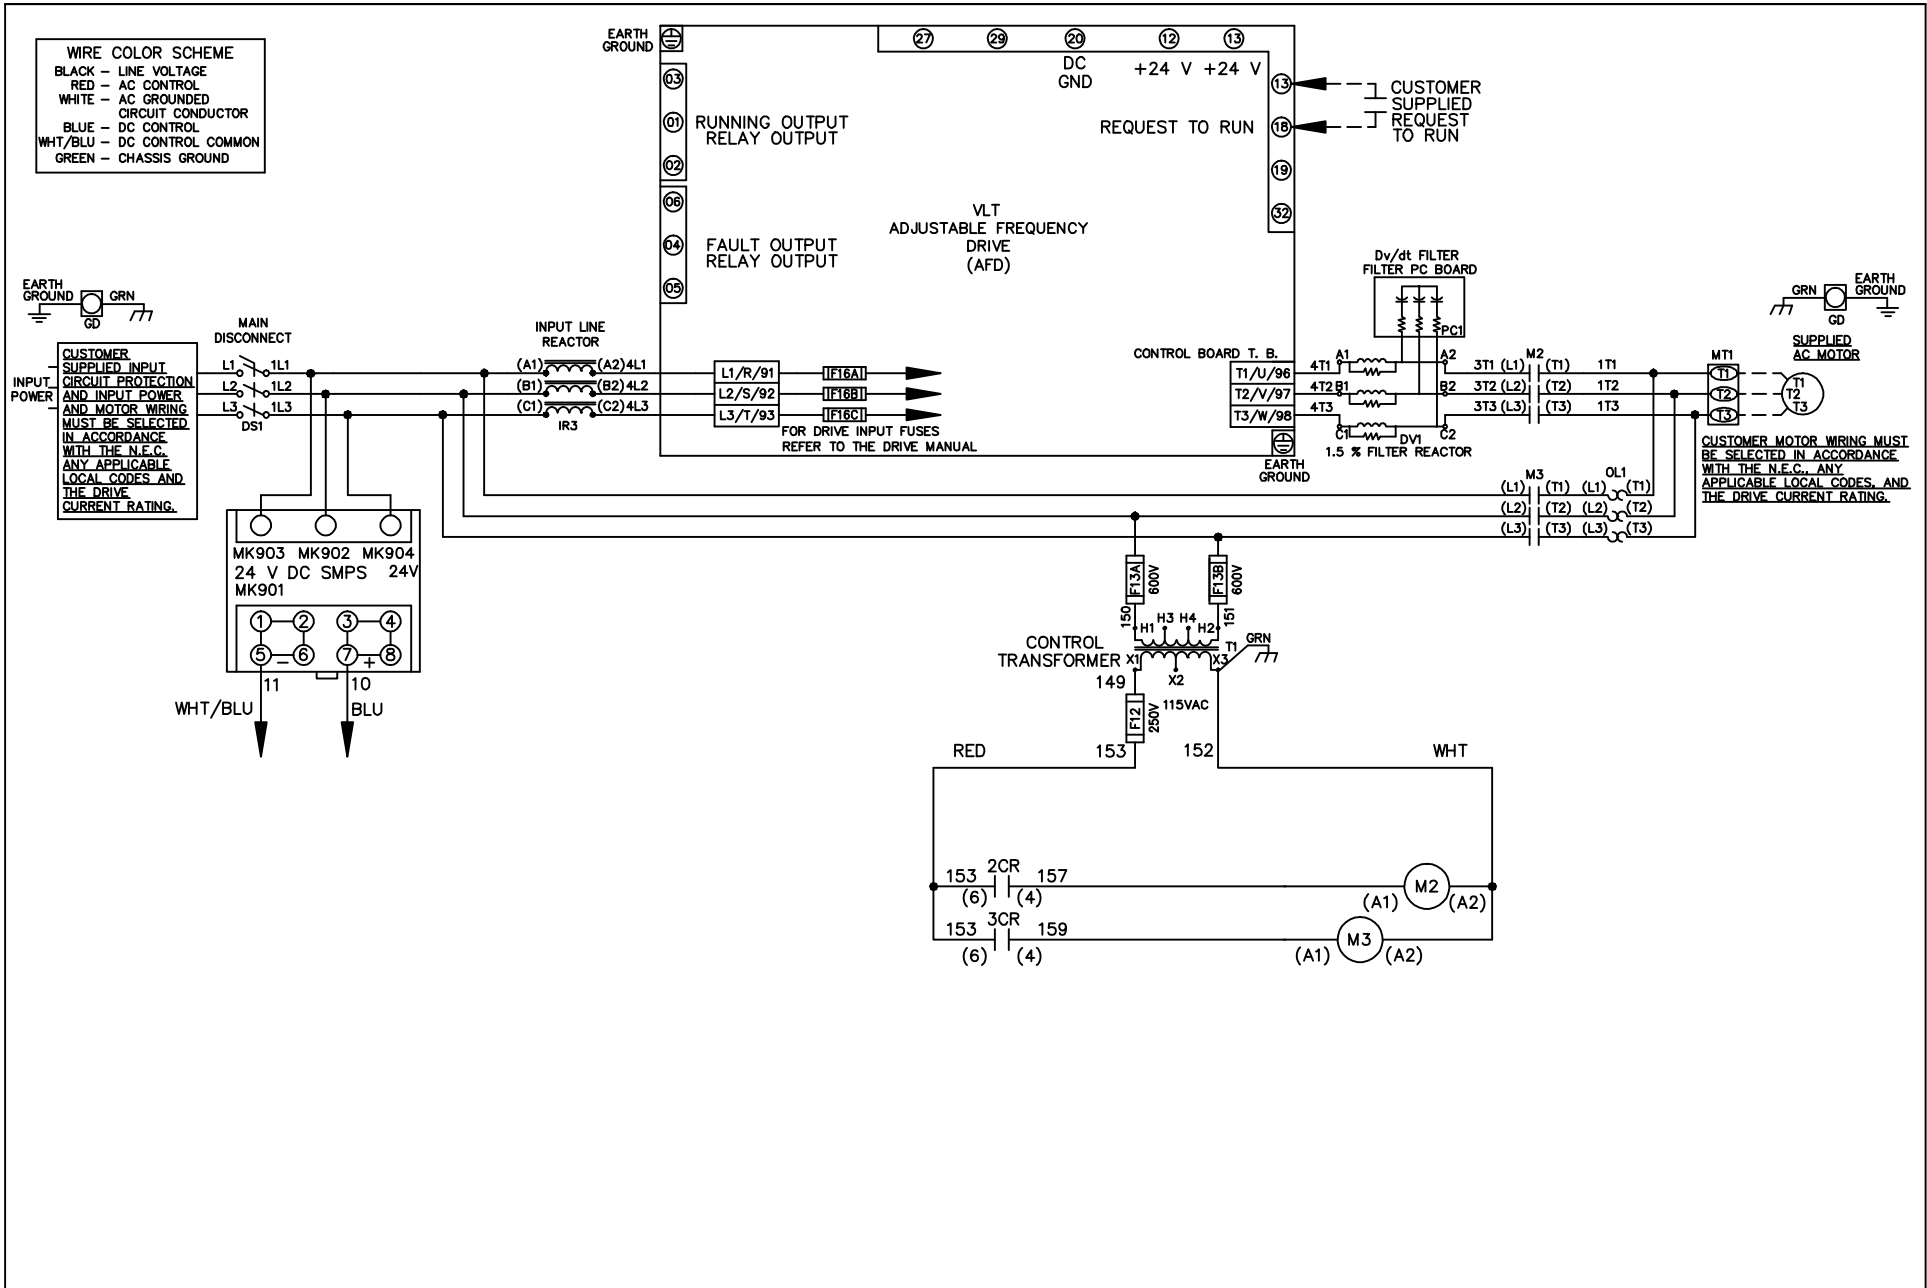 WIRE COLOR SCHEME
BLACK – LINE VOLTAGE
RED – AC CONTROL
WHITE – AC GROUNDED
CIRCUIT CONDUCTOR
BLUE – DC CONTROL
WHT/BLU – DC CONTROL COMMON
GREEN – CHASSIS GROUND
EARTH
GROUND
03
01
02
RUNNING OUTPUT
RELAY OUTPUT
06
04
05
FAULT OUTPUT
RELAY OUTPUT
27 29 20 12 13
DC
GND
+24 V +24 V
13
REQUEST TO RUN 18
19
32
CUSTOMER
SUPPLIED
REQUEST
TO RUN
VLT
ADJUSTABLE FREQUENCY
DRIVE
(AFD)
Dv/dt FILTER
FILTER PC BOARD
PC1
EARTH
GROUND
GRN
GD
INPUT
POWER
CUSTOMER
SUPPLIED INPUT
CIRCUIT PROTECTION
AND INPUT POWER
AND MOTOR WIRING
MUST BE SELECTED
IN ACCORDANCE
WITH THE N.E.C.
ANY APPLICABLE
LOCAL CODES AND
THE DRIVE
CURRENT RATING.
MAIN
DISCONNECT
L1 1L1
L2 1L2
L3 1L3
DS1
INPUT LINE
REACTOR
(A1) (A2) 4L1
(B1) (B2) 4L2
(C1) (C2) 4L3
IR3
L1/R/91 F16A
L2/S/92 F16B
L3/T/93 F16C
FOR DRIVE INPUT FUSES
REFER TO THE DRIVE MANUAL
CONTROL BOARD T. B.
T1/U/96
T2/V/97
T3/W/98
EARTH
GROUND
4T1 A1 A2
4T2 B1 B2
4T3 C1 C2
DV1
1.5 % FILTER REACTOR
M2
3T1 (L1) (T1) 1T1
3T2 (L2) (T2) 1T2
3T3 (L3) (T3) 1T3
M3 OL1
(L1) (T1) (L1) (T1)
(L2) (T2) (L2) (T2)
(L3) (T3) (L3) (T3)
GRN
GD
EARTH
GROUND
SUPPLIED
AC MOTOR
MT1
T1
T2
T3
T1
T2
T3
CUSTOMER MOTOR WIRING MUST
BE SELECTED IN ACCORDANCE
WITH THE N.E.C., ANY
APPLICABLE LOCAL CODES, AND
THE DRIVE CURRENT RATING.
MK903 MK902 MK904
24 V DC SMPS 24V
MK901
1 2 3 4
5 – 6 7 + 8
11 10
WHT/BLU BLU
F13A
600V
F13B
600V
150
151
H1 H3 H4 H2
CONTROL
TRANSFORMER
X1 X2 X3
T1
GRN
149
F12
250V
115VAC
RED 153 152 WHT
153 2CR 157
(6) (4)
M2
(A1) (A2)
153 3CR 159
(6) (4)
M3
(A1) (A2)